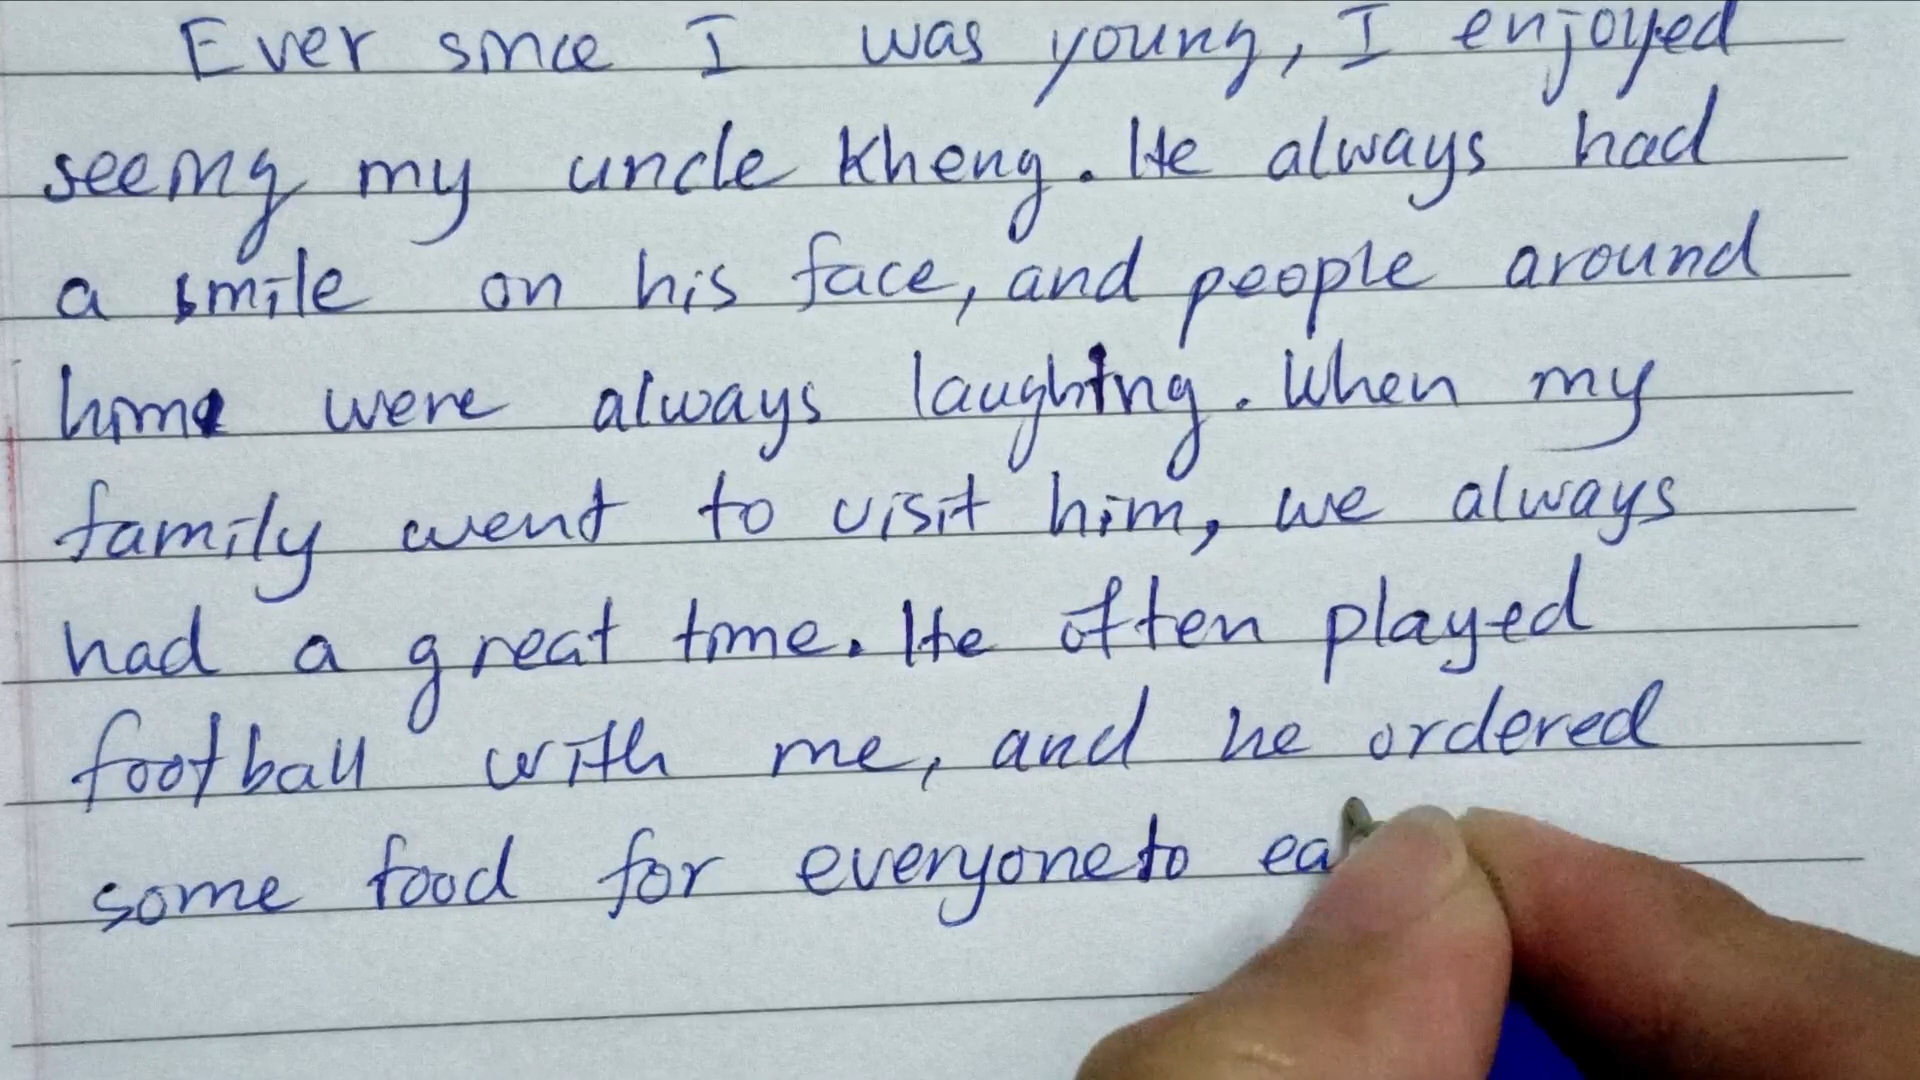 Ever since I was young, I enjoyed
seeing my uncle Kheng. He always had
a smile on his face, and people around
him were always laughing. When my
family went to visit him, we always
had a great time. He often played
football with me, and he ordered
some food for everyone to ea